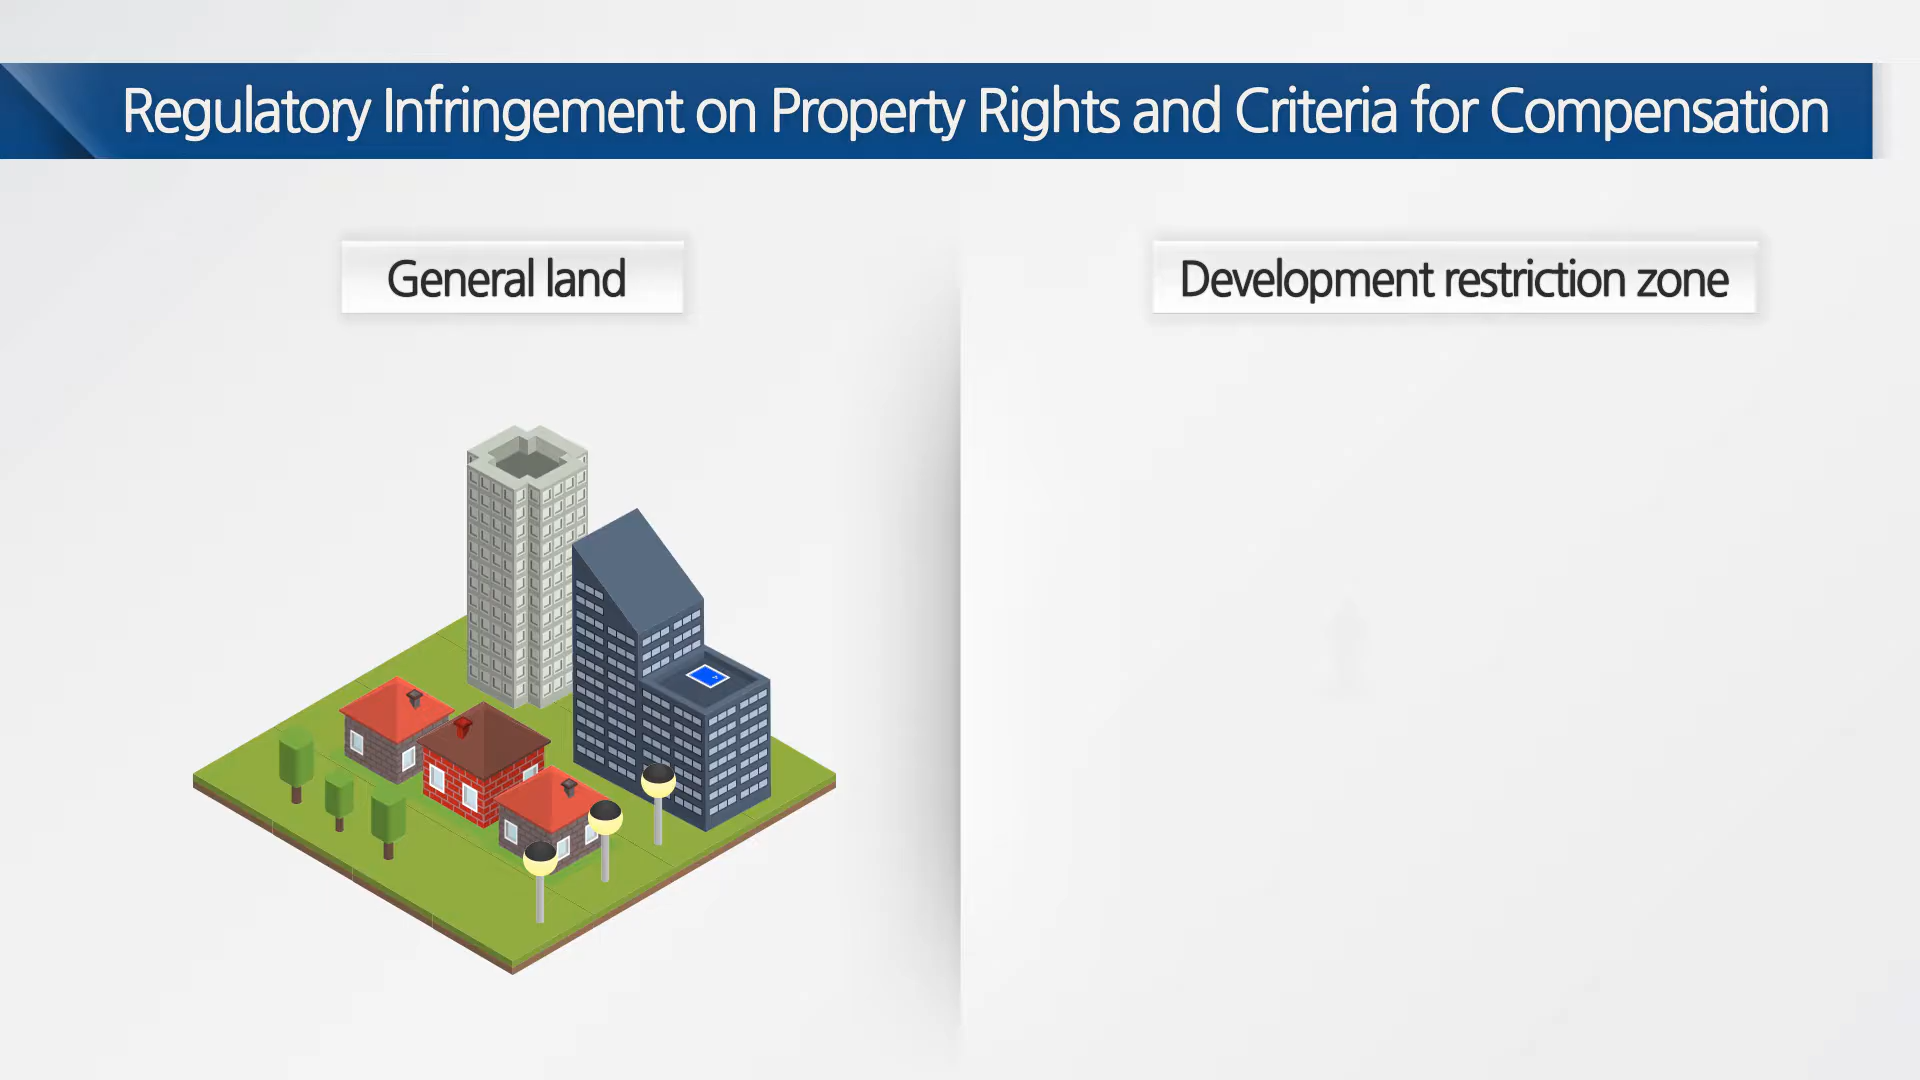 Regulatory Infringement on Property Rights and Criteria for Compensation
General land
Development restriction zone